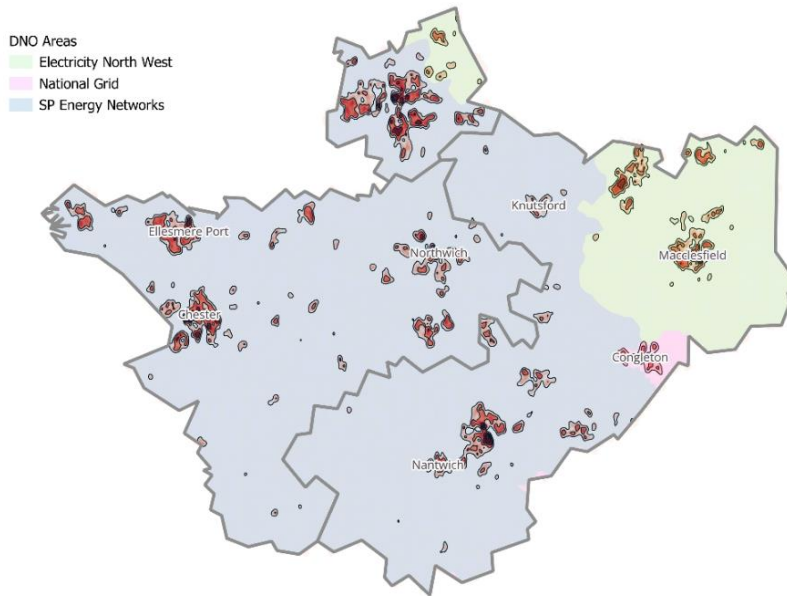 DNO Areas
Electricity North West
National Grid
SP Energy Networks
Knutsford
Ellesmere Port
Northwich
Macclesfield
Chester
Congleton
Nantwich